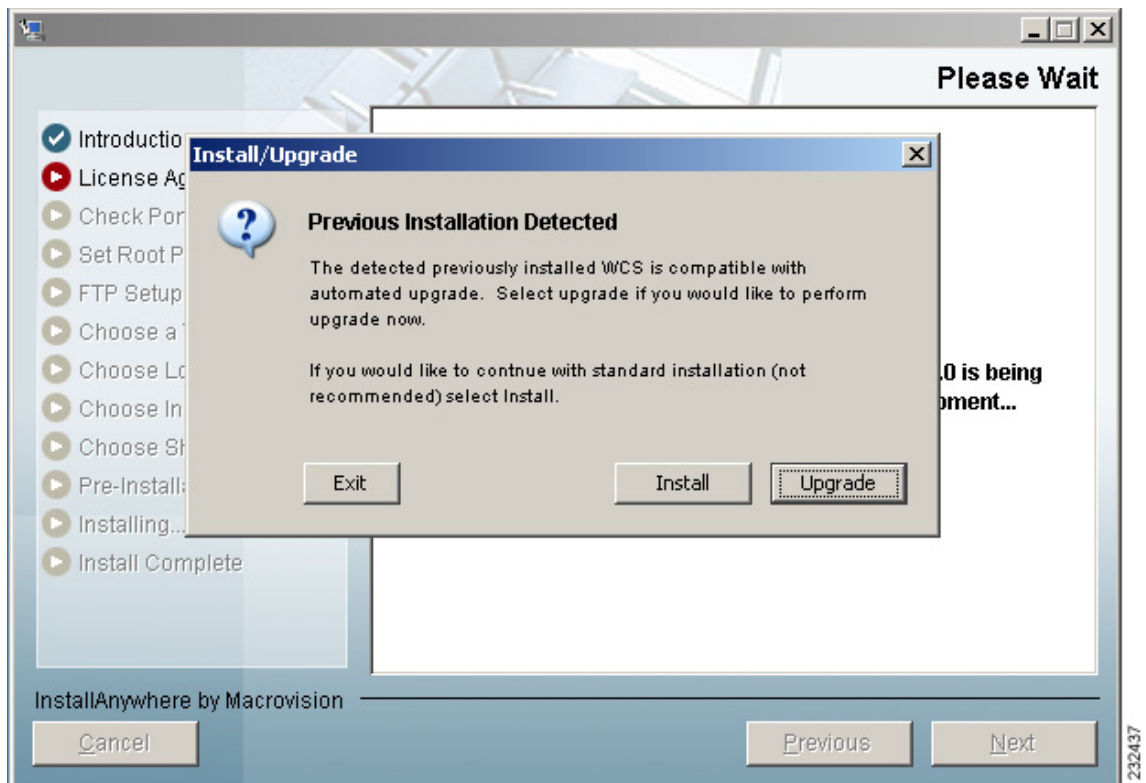 Please Wait
Introductio
License Ag
Check Por
Set Root P
FTP Setup
Choose a
Choose Lo
Choose In
Choose Sh
Pre-Install
Installing...
Install Complete
Install/Upgrade
Previous Installation Detected
The detected previously installed WCS is compatible with
automated upgrade. Select upgrade if you would like to perform
upgrade now.
If you would like to contnue with standard installation (not
recommended) select Install.
Exit
Install
Upgrade
.0 is being
pment...
InstallAnywhere by Macrovision
Cancel
Previous
Next
232437